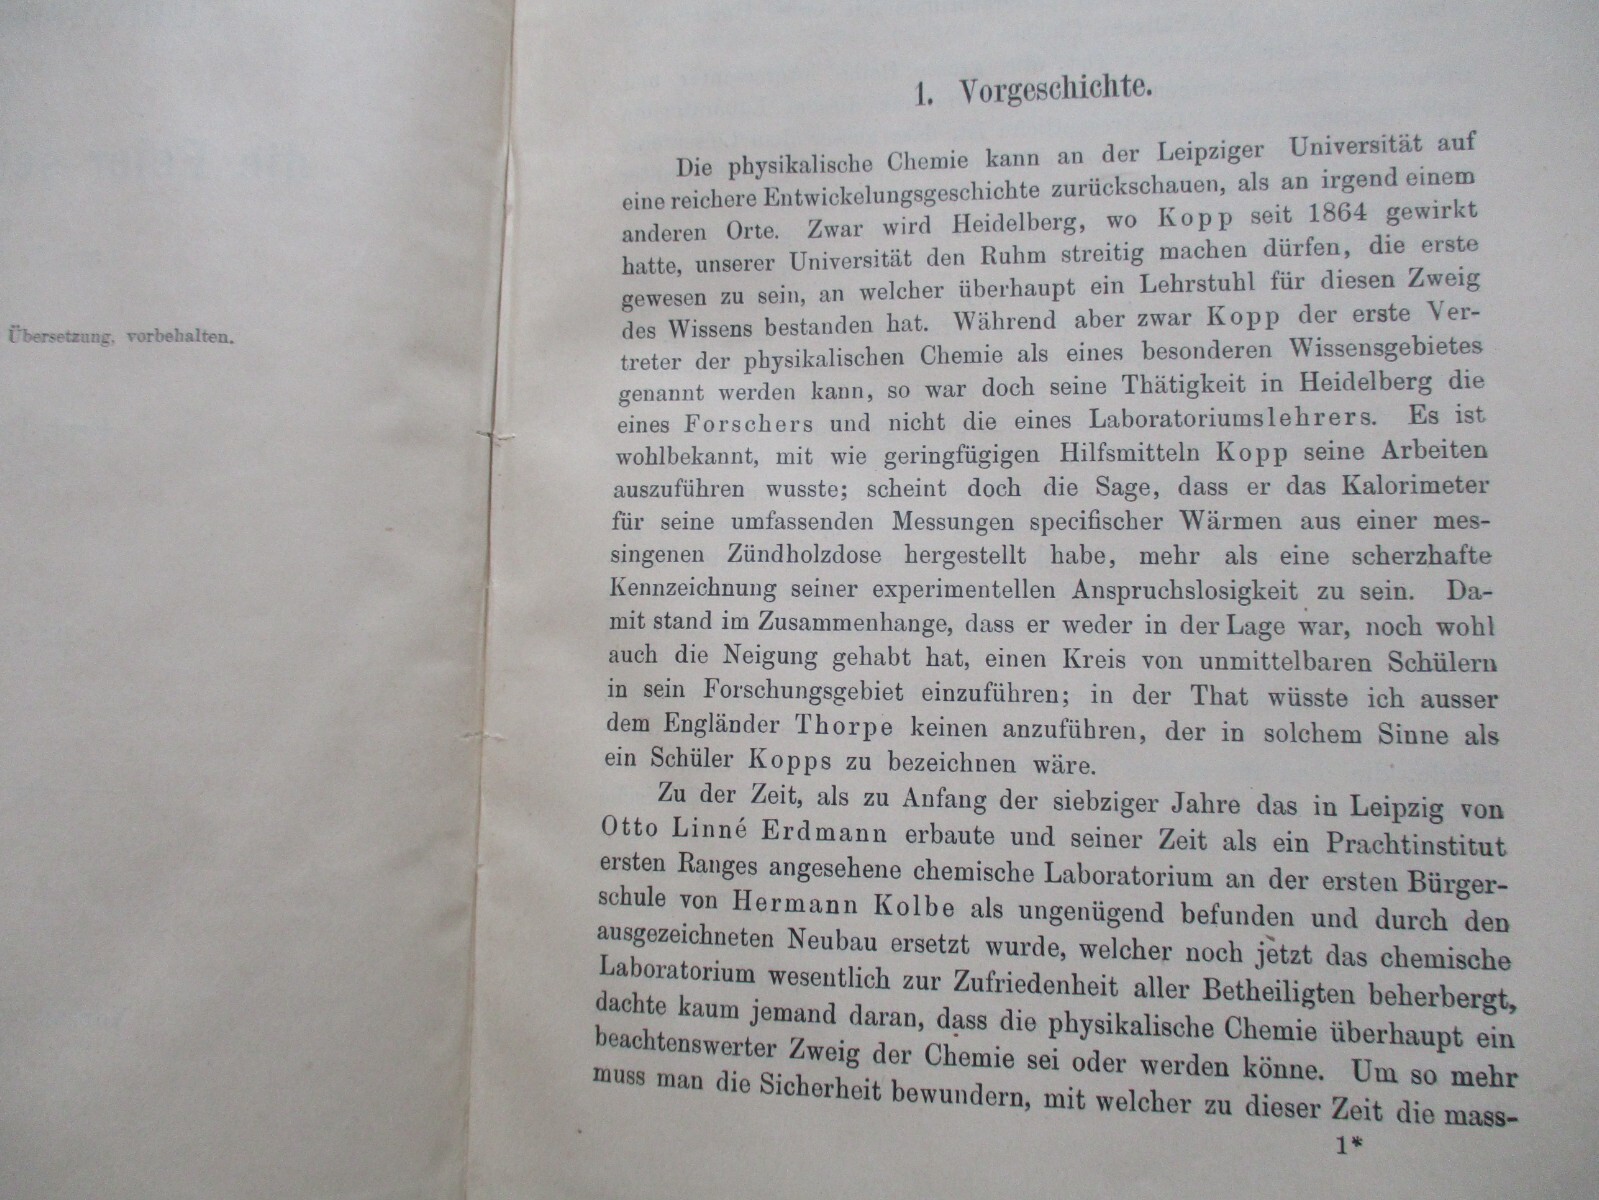 Übersetzung, vorbehalten.
1. Vorgeschichte.
Die physikalische Chemie kann an der Leipziger Universität auf
eine reichere Entwickelungsgeschichte zurückschauen, als an irgend einem
anderen Orte. Zwar wird Heidelberg, wo Kopp seit 1864 gewirkt
hatte, unserer Universität den Ruhm streitig machen dürfen, die erste
gewesen zu sein, an welcher überhaupt ein Lehrstuhl für diesen Zweig
des Wissens bestanden hat. Während aber zwar Kopp der erste Ver-
treter der physikalischen Chemie als eines besonderen Wissensgebietes
genannt werden kann, so war doch seine Thätigkeit in Heidelberg die
eines Forschers und nicht die eines Laboratoriumslehrers. Es ist
wohlbekannt, mit wie geringfügigen Hilfsmitteln Kopp seine Arbeiten
auszuführen wusste; scheint doch die Sage, dass er das Kalorimeter
für seine umfassenden Messungen specifischer Wärmen aus einer mes-
singenen Zündholzdose hergestellt habe, mehr als eine scherzhafte
Kennzeichnung seiner experimentellen Anspruchslosigkeit zu sein. Da-
mit stand im Zusammenhange, dass er weder in der Lage war, noch wohl
auch die Neigung gehabt hat, einen Kreis von unmittelbaren Schülern
in sein Forschungsgebiet einzuführen; in der That wüsste ich ausser
dem Engländer Thorpe keinen anzuführen, der in solchem Sinne als
ein Schüler Kopps zu bezeichnen wäre.
Zu der Zeit, als zu Anfang der siebziger Jahre das in Leipzig von
Otto Linné Erdmann erbaute und seiner Zeit als ein Prachtinstitut
ersten Ranges angesehene chemische Laboratorium an der ersten Bürger-
schule von Hermann Kolbe als ungenügend befunden und durch den
ausgezeichneten Neubau ersetzt wurde, welcher noch jetzt das chemische
Laboratorium wesentlich zur Zufriedenheit aller Betheiligten beherbergt,
dachte kaum jemand daran, dass die physikalische Chemie überhaupt ein
beachtenswerter Zweig der Chemie sei oder werden könne. Um so mehr
muss man die Sicherheit bewundern, mit welcher zu dieser Zeit die mass-
1*